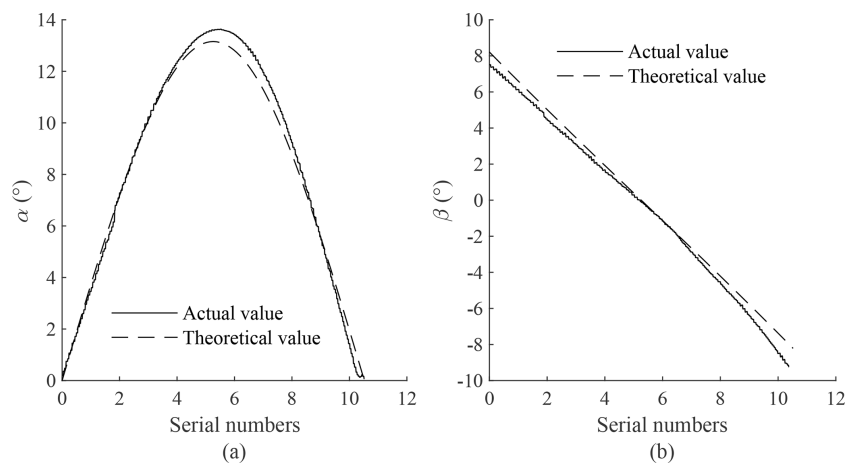 14
12
10
8
6
4
2
0
α (°)
Actual value
Theoretical value
0 2 4 6 8 10 12
Serial numbers
(a)
10
8
6
4
2
0
-2
-4
-6
-8
-10
β (°)
Actual value
Theoretical value
0 2 4 6 8 10 12
Serial numbers
(b)